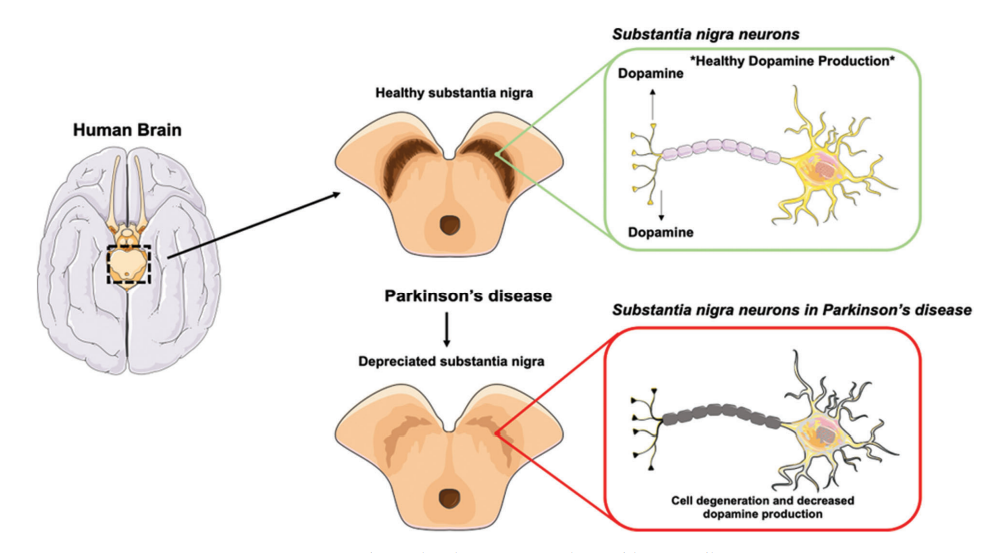 Human Brain
Healthy substantia nigra
Substantia nigra neurons
*Healthy Dopamine Production*
Dopamine
Dopamine
Parkinson's disease
Depreciated substantia nigra
Substantia nigra neurons in Parkinson's disease
Cell degeneration and decreased
dopamine production